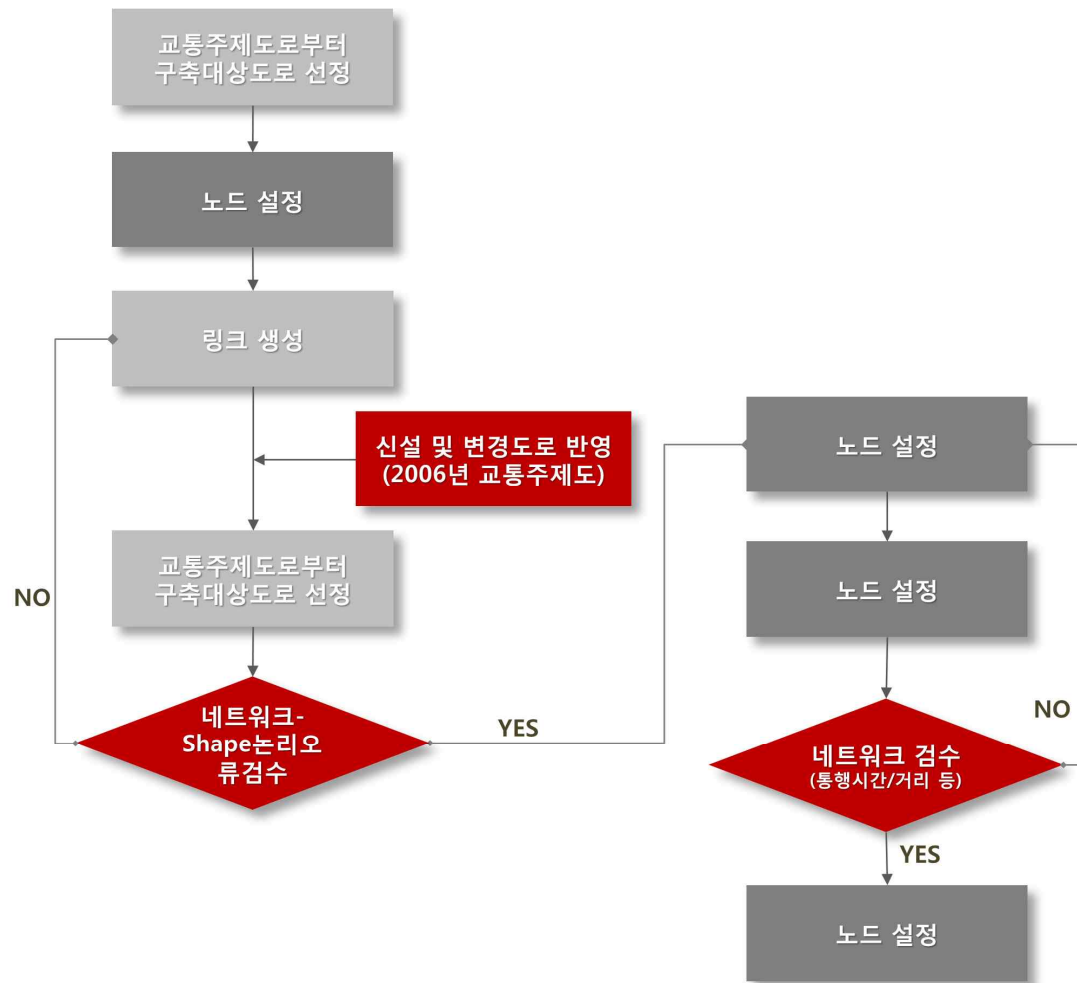 교통주제도로부터
구축대상도로 선정
노드 설정
링크 생성
신설 및 변경도로 반영
(2006년 교통주제도)
교통주제도로부터
구축대상도로 선정
NO
네트워크-
Shape논리오
류검수
YES
노드 설정
노드 설정
NO
네트워크 검수
(통행시간/거리 등)
YES
노드 설정